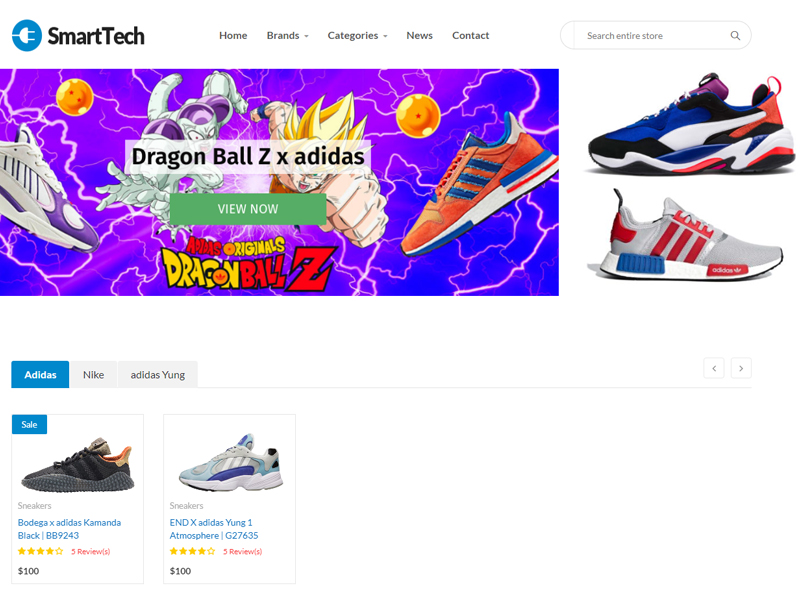 SmartTech
Home Brands Categories News Contact
Search entire store
Dragon Ball Z x adidas
VIEW NOW
ADIDAS ORIGINALS
DRAGONBALL Z
adidas
Adidas Nike adidas Yung
Sale
Sneakers
Bodega x adidas Kamanda
Black | BB9243
5 Review(s)
$100
Sneakers
END X adidas Yung 1
Atmosphere | G27635
5 Review(s)
$100